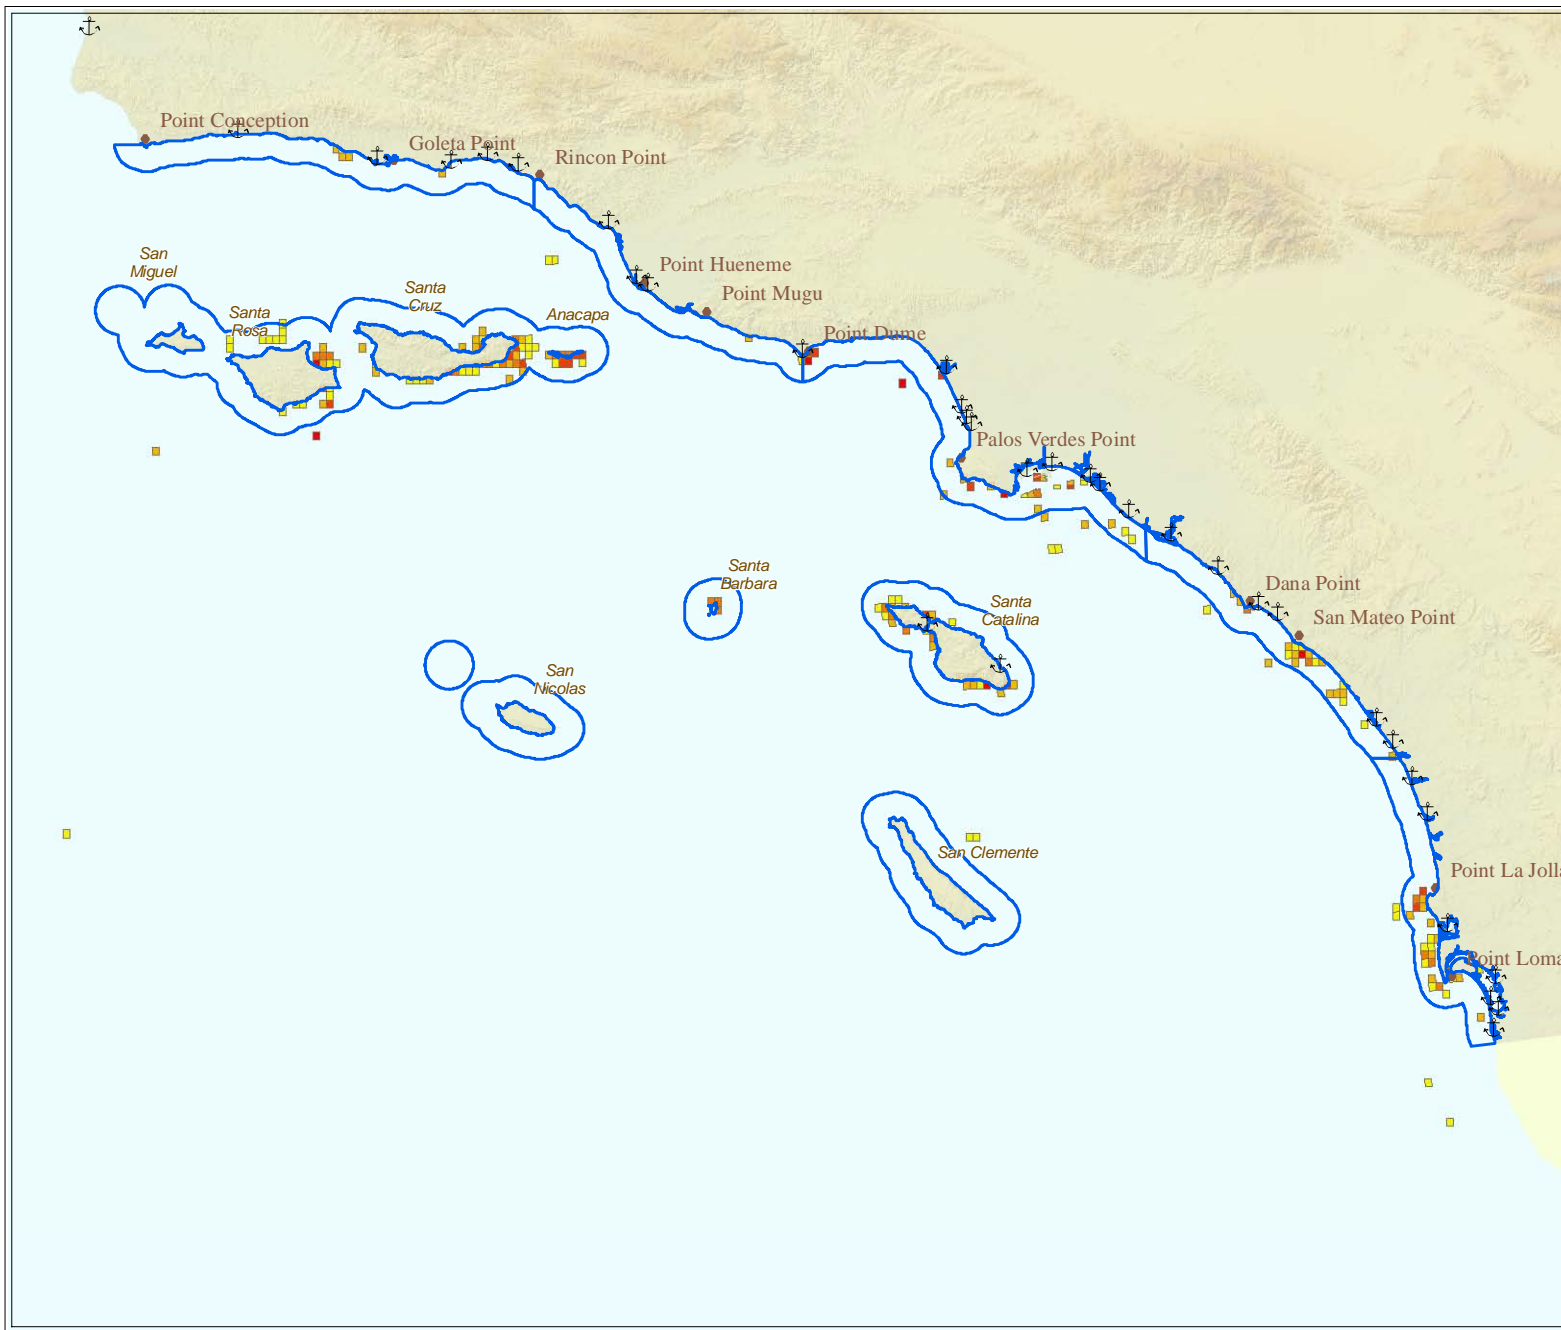 Point Conception
Goleta Point
Rincon Point
San
Miguel
Santa
Rosa
Santa
Cruz
Anacapa
Point Hueneme
Point Mugu
Point Dume
Palos Verdes Point
Santa
Barbara
Santa
Catalina
Dana Point
San Mateo Point
San
Nicolas
San Clemente
Point La Jolla
Point Loma